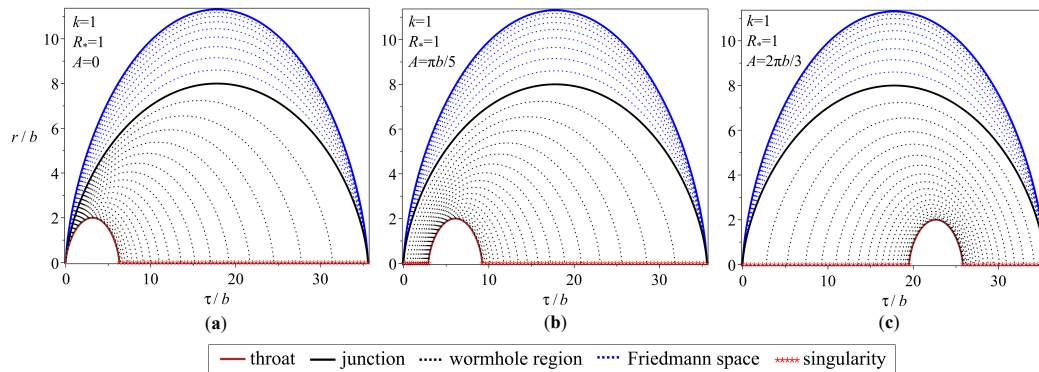 k=1
R*=1
A=0
k=1
R*=1
A=πb/5
k=1
R*=1
A=2πb/3
r / b
10
8
6
4
2
0
10
8
6
4
2
0
10
8
6
4
2
0
0 10 20 30
0 10 20 30
0 10 20 30
τ / b
τ / b
τ / b
(a)
(b)
(c)
throat junction wormhole region Friedmann space singularity